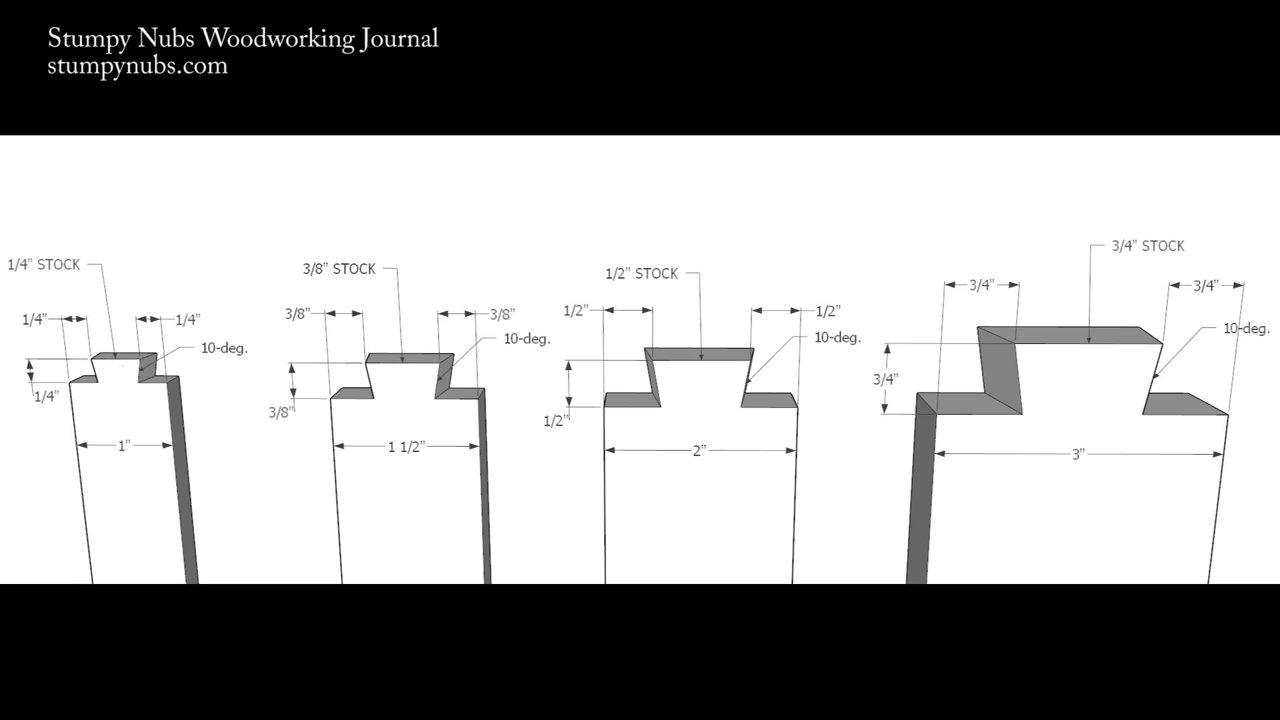 Stumpy Nubs Woodworking Journal
stumpynubs.com
1/4” STOCK
1/4”
1/4”
10-deg.
1/4”
1”
3/8” STOCK
3/8”
3/8”
10-deg.
3/8”
1 1/2”
1/2” STOCK
1/2”
1/2”
10-deg.
1/2”
2”
3/4” STOCK
3/4”
3/4”
10-deg.
3/4”
3”